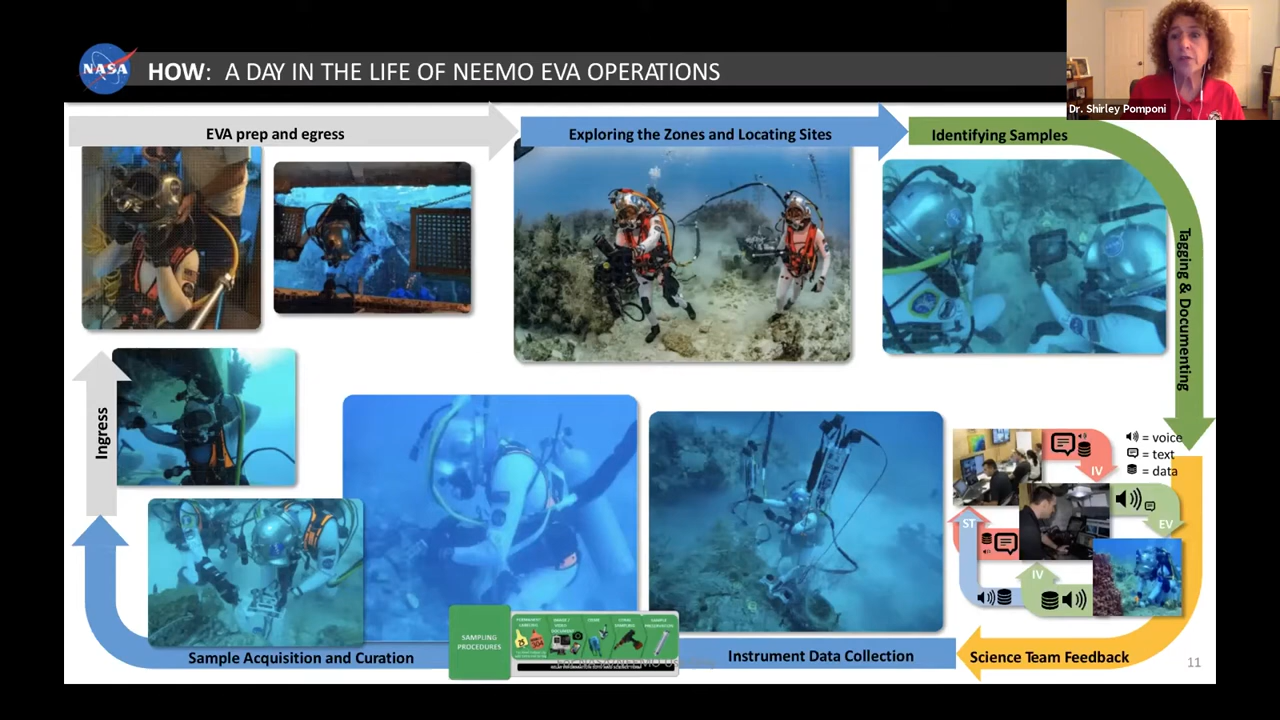 NASA
HOW: A DAY IN THE LIFE OF NEEMO EVA OPERATIONS
Dr. Shirley Pomponi
EVA prep and egress
Exploring the Zones and Locating Sites
Identifying Samples
Tagging & Documenting
Ingress
= voice
= text
= data
IV
EV
ST
IV
SAMPLING
PROCEDURES
Sample Acquisition and Curation
Instrument Data Collection
Science Team Feedback
11